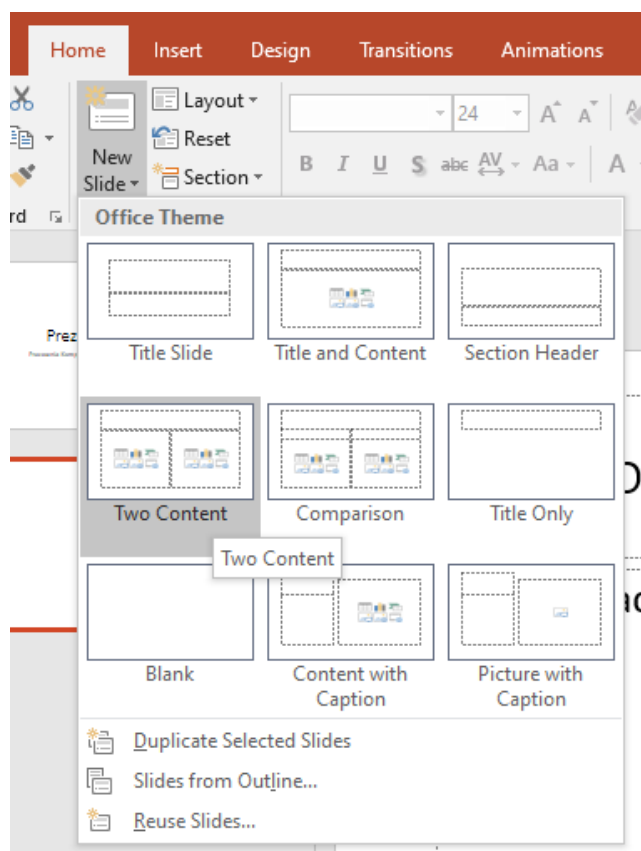 Home Insert Design Transitions Animations
Layout
Reset
Section
New
Slide
24
B I U S abc AV Aa A
rd
Office Theme
Title Slide Title and Content Section Header
Two Content Comparison Title Only
Two Content
Blank Content with Caption Picture with Caption
Duplicate Selected Slides
Slides from Outline...
Reuse Slides...
Prez